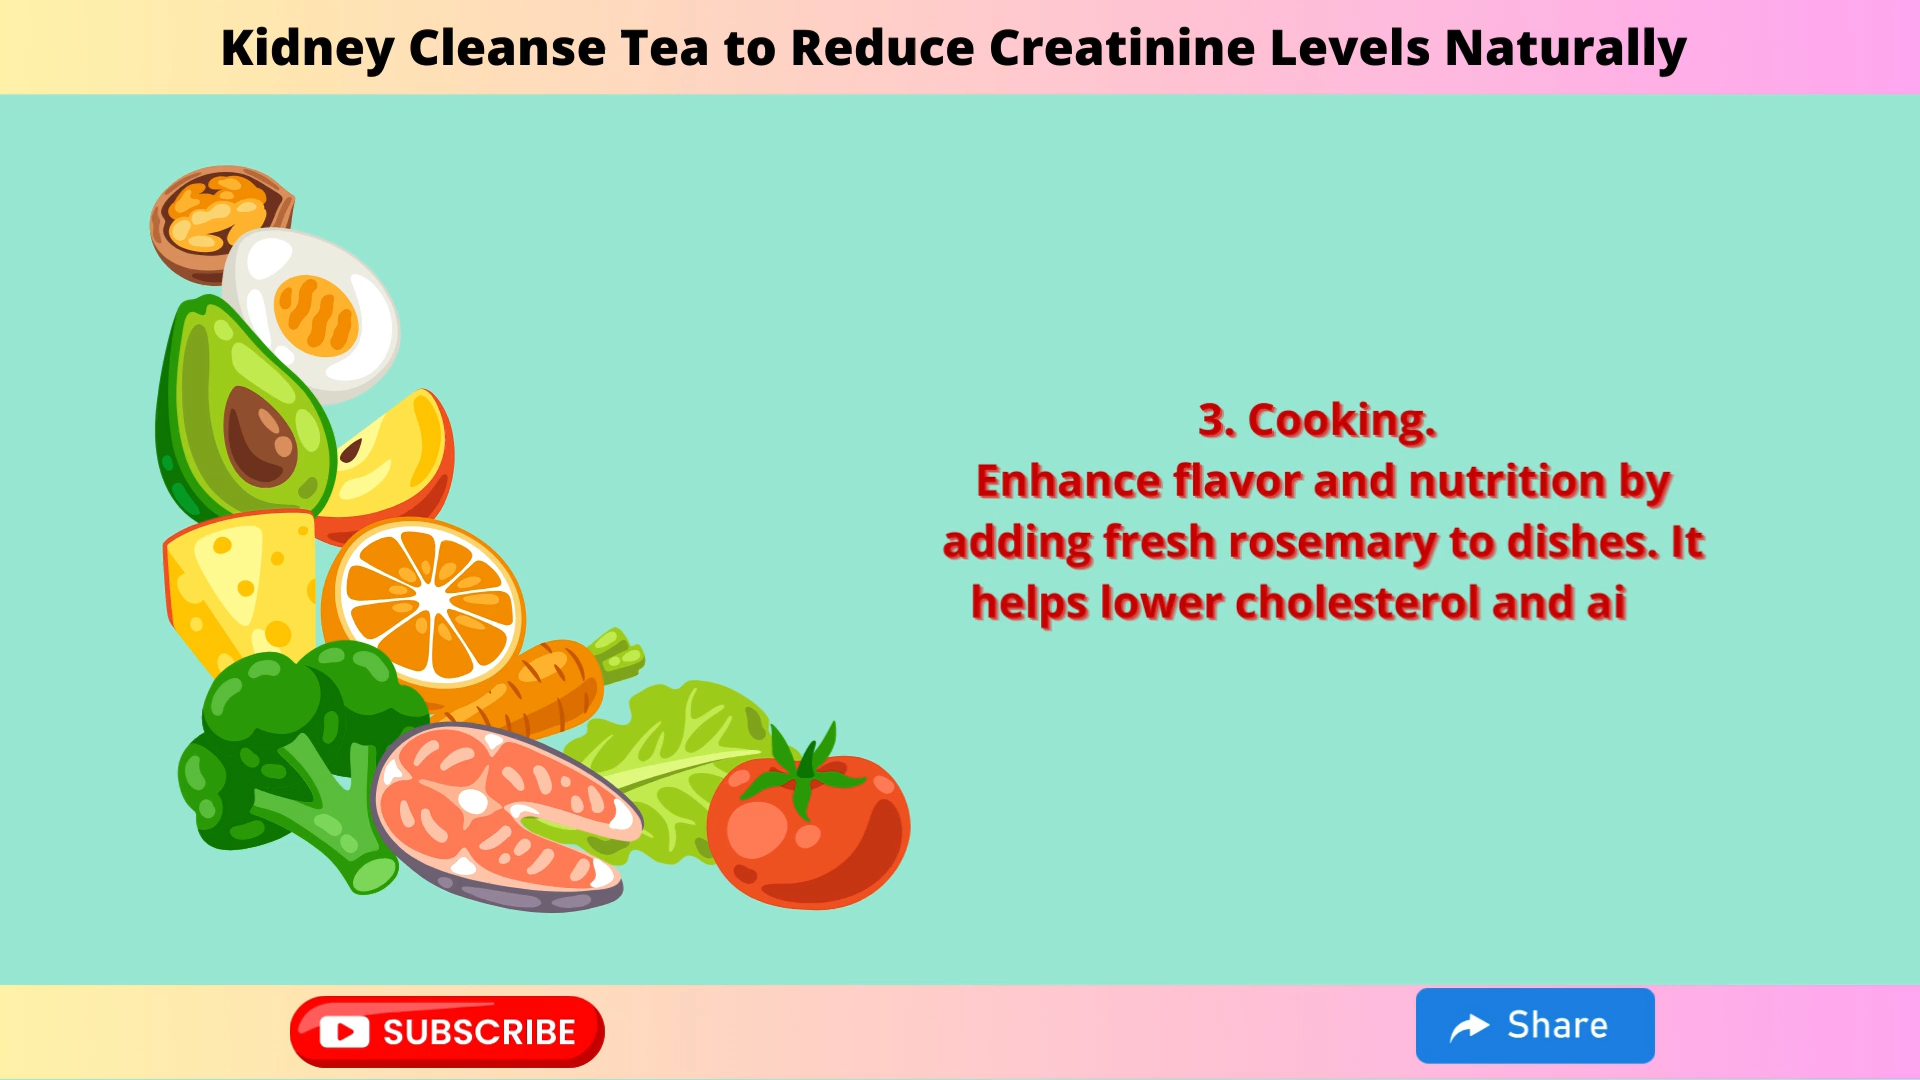 Kidney Cleanse Tea to Reduce Creatinine Levels Naturally
3. Cooking.
Enhance flavor and nutrition by
adding fresh rosemary to dishes. It
helps lower cholesterol and ai
SUBSCRIBE
Share